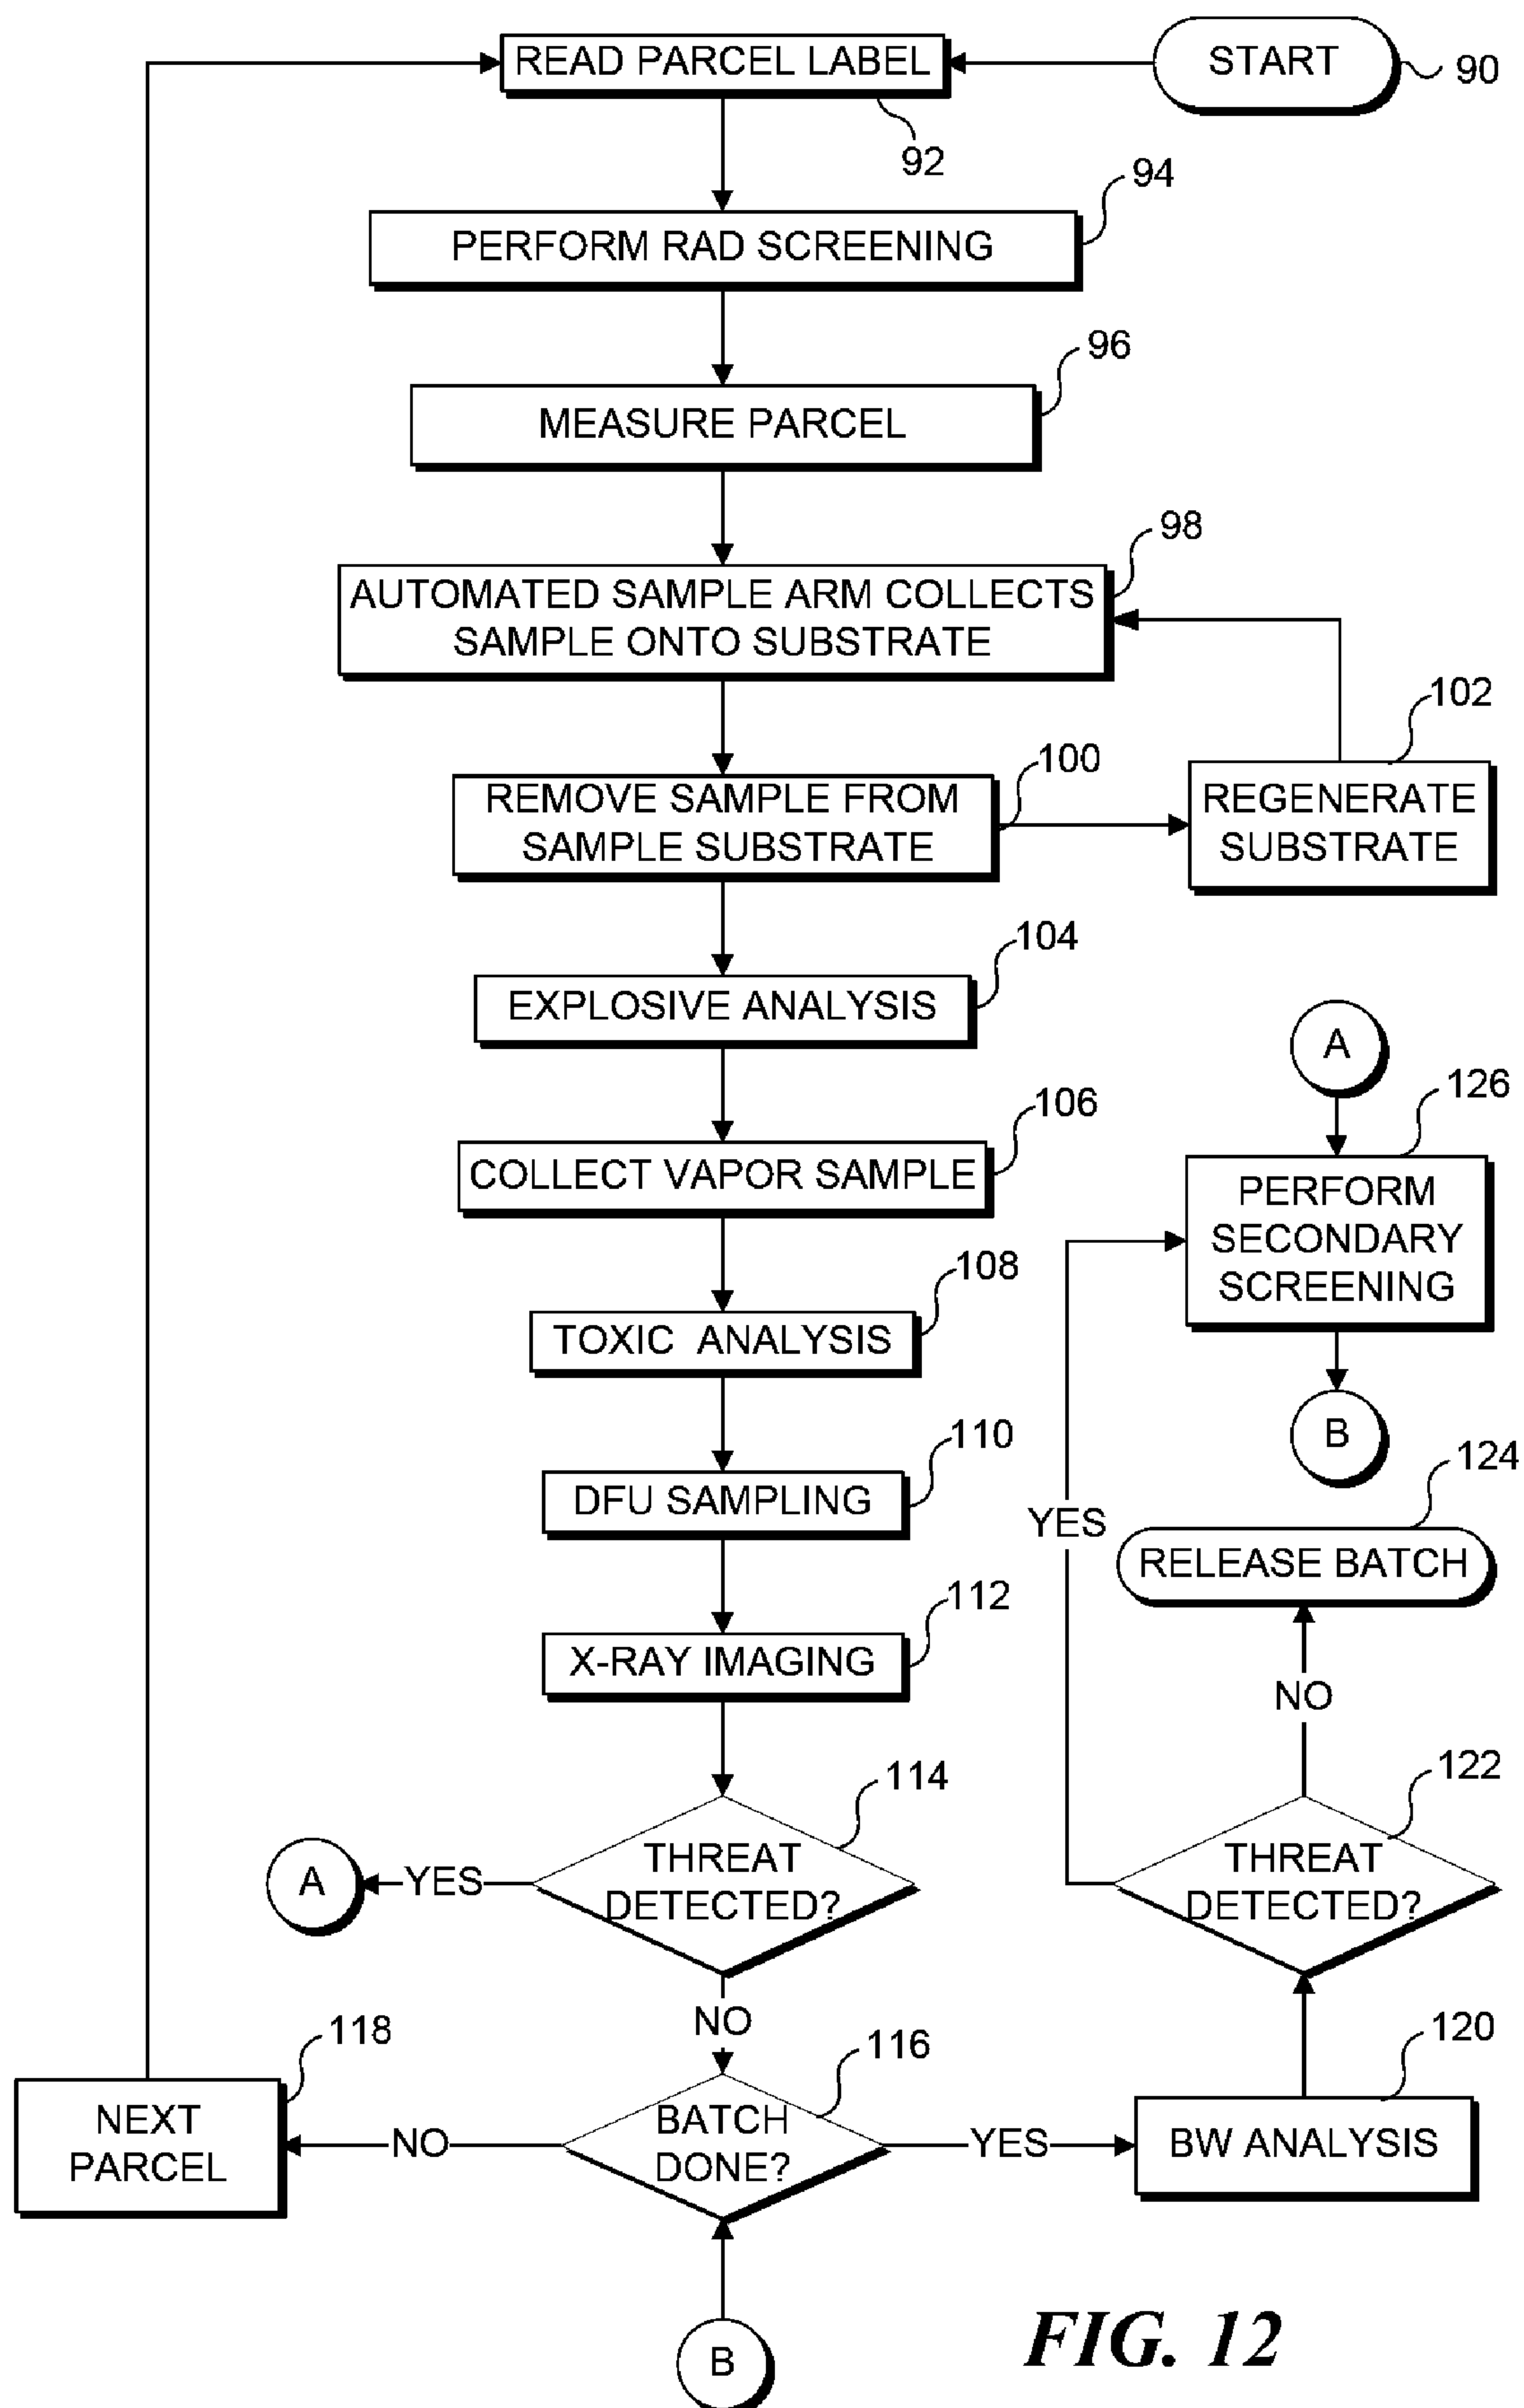 READ PARCEL LABEL
START
90
92
94
PERFORM RAD SCREENING
96
MEASURE PARCEL
98
AUTOMATED SAMPLE ARM COLLECTS
SAMPLE ONTO SUBSTRATE
102
100
REMOVE SAMPLE FROM
SAMPLE SUBSTRATE
REGENERATE
SUBSTRATE
104
EXPLOSIVE ANALYSIS
A
126
106
COLLECT VAPOR SAMPLE
PERFORM
SECONDARY
SCREENING
108
TOXIC ANALYSIS
110
B
124
DFU SAMPLING
YES
RELEASE BATCH
112
X-RAY IMAGING
NO
114
122
THREAT
DETECTED?
YES
A
THREAT
DETECTED?
NO
118
116
120
NEXT
PARCEL
NO
BATCH
DONE?
YES
BW ANALYSIS
B
FIG. 12